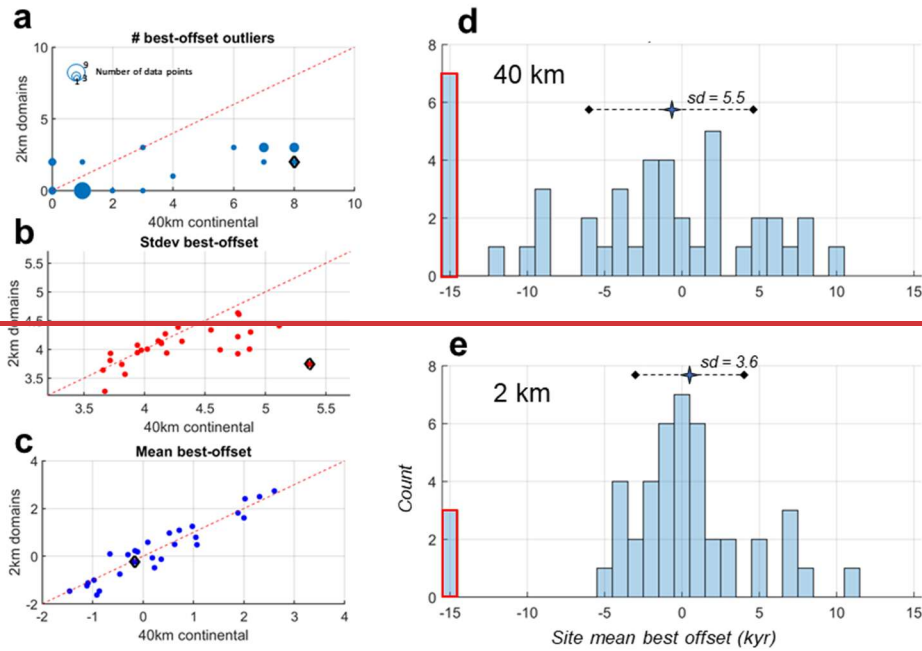 a
# best-offset outliers
10
5
0
2km domains
9
3
1
Number of data points
0 2 4 6 8 10
40km continental
b
Stdev best-offset
5.5
5
4.5
4
3.5
2km domains
3.5 4 4.5 5 5.5
40km continental
c
Mean best-offset
4
2
0
-2
2km domains
-2 -1 0 1 2 3 4
40km continental
d
8
6
4
2
0
40 km
sd = 5.5
-15 -10 -5 0 5 10 15
e
8
6
4
2
0
Count
2 km
sd = 3.6
-15 -10 -5 0 5 10 15
Site mean best offset (kyr)